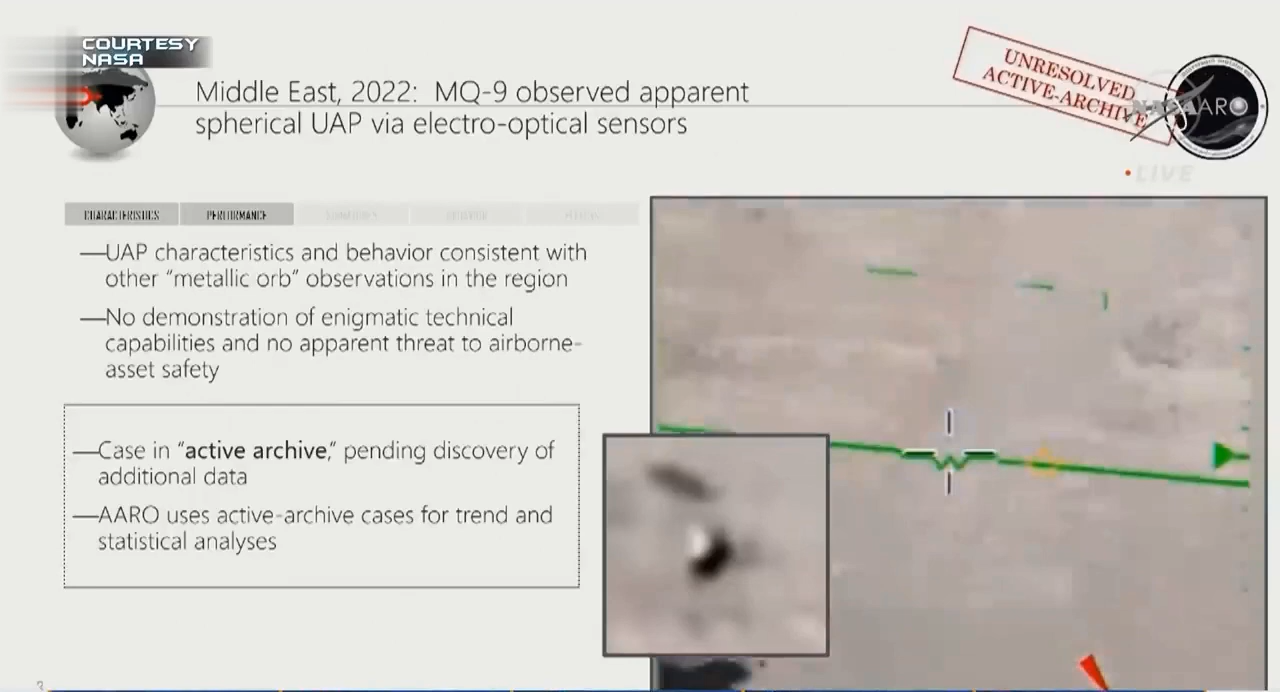 COURTESY
NASA
Middle East, 2022: MQ-9 observed apparent
spherical UAP via electro-optical sensors
UNRESOLVED
ACTIVE-ARCHIVE
NASA
AARO
LIVE
CHARACTERISTICS
PERFORMANCE
—UAP characteristics and behavior consistent with
other “metallic orb” observations in the region
—No demonstration of enigmatic technical
capabilities and no apparent threat to airborne-
asset safety
—Case in “active archive,” pending discovery of
additional data
—AARO uses active-archive cases for trend and
statistical analyses